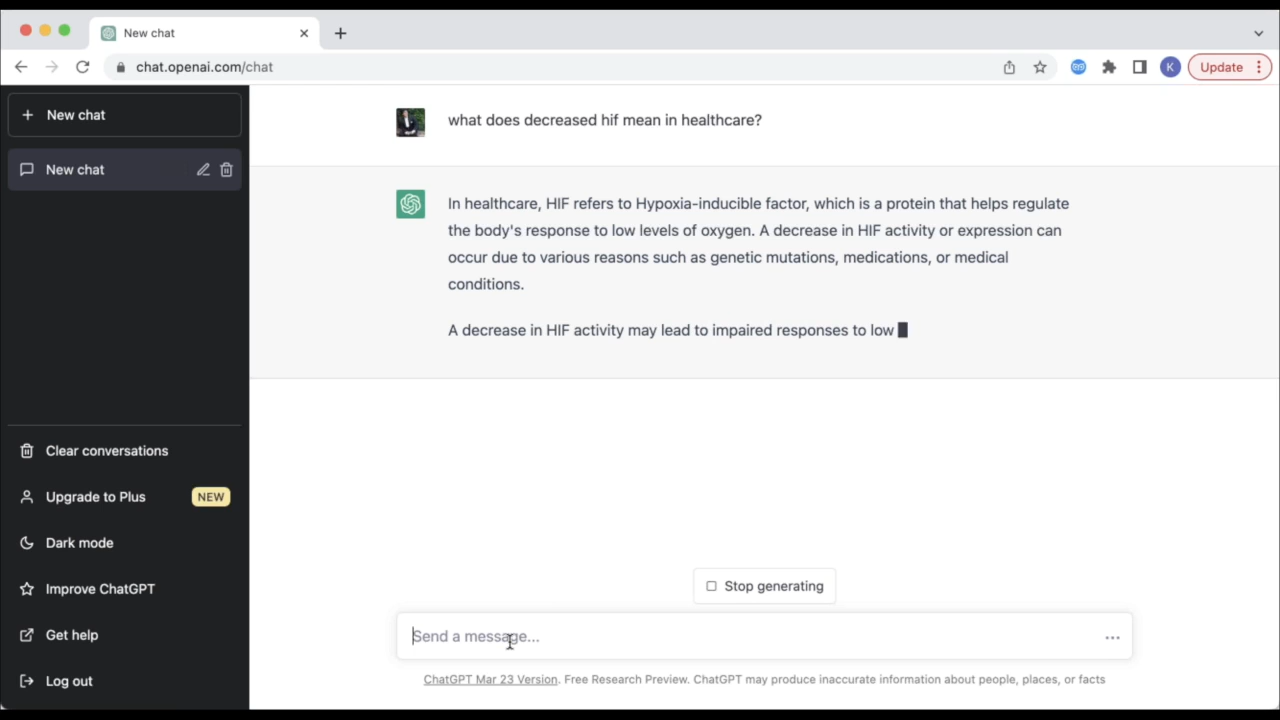 New chat
chat.openai.com/chat
K
Update
New chat
New chat
what does decreased hif mean in healthcare?
In healthcare, HIF refers to Hypoxia-inducible factor, which is a protein that helps regulate
the body's response to low levels of oxygen. A decrease in HIF activity or expression can
occur due to various reasons such as genetic mutations, medications, or medical
conditions.
A decrease in HIF activity may lead to impaired responses to low
Clear conversations
Upgrade to Plus NEW
Dark mode
Improve ChatGPT
Get help
Log out
Stop generating
Send a message...
ChatGPT Mar 23 Version. Free Research Preview. ChatGPT may produce inaccurate information about people, places, or facts